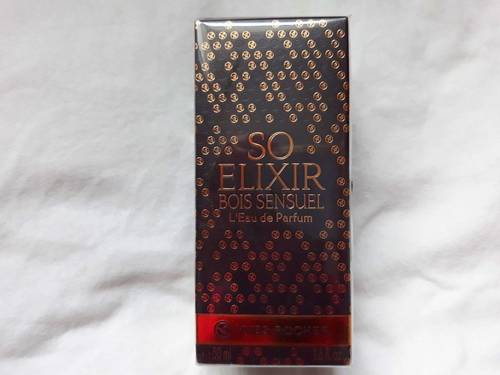 SO
ELIXIR
BOIS SENSUEL
L'Eau de Parfum
YVES ROCHER